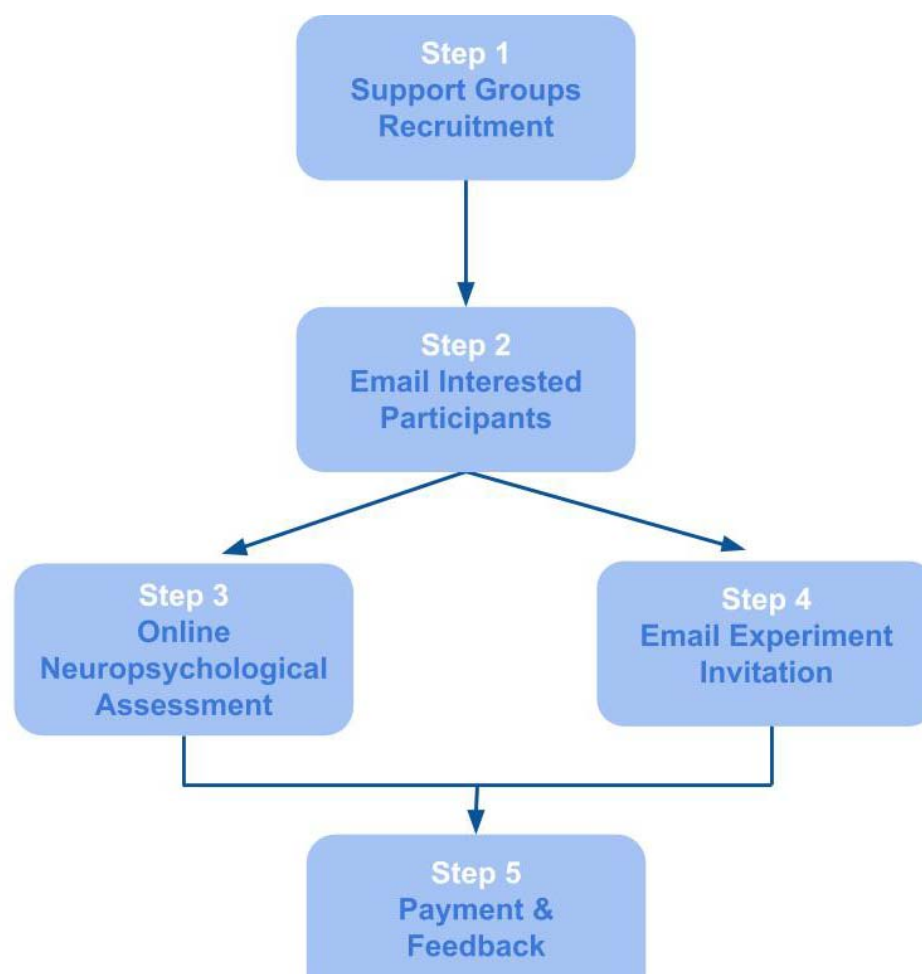 Step 1
Support Groups
Recruitment
Step 2
Email Interested
Participants
Step 3
Online
Neuropsychological
Assessment
Step 4
Email Experiment
Invitation
Step 5
Payment &
Feedback